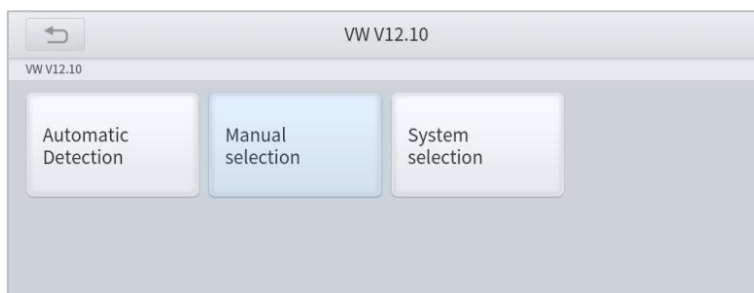 VW V12.10
VW V12.10
Automatic
Detection
Manual
selection
System
selection